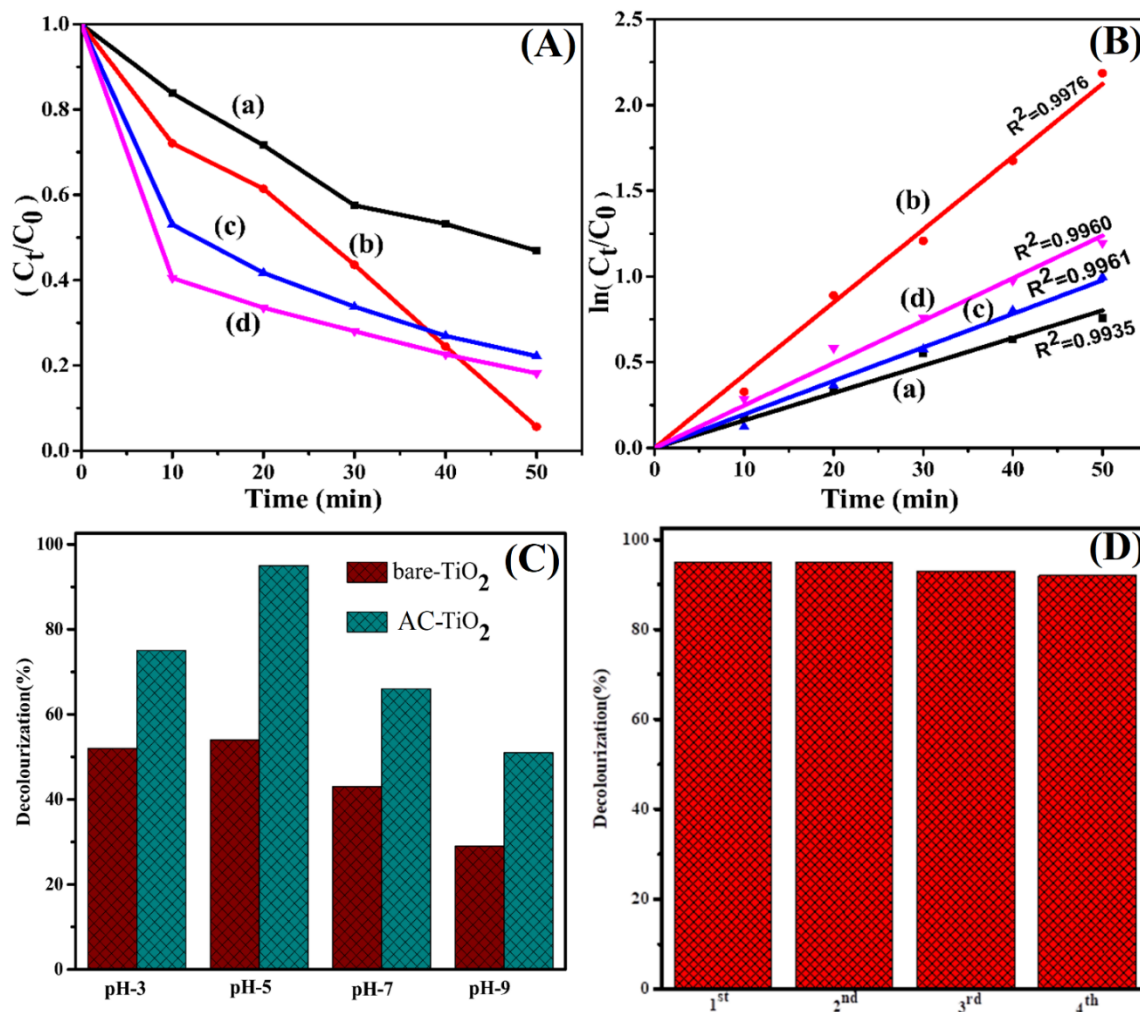 (A)
( Ct/C0 )
1.0
0.8
0.6
0.4
0.2
0.0
(a)
(b)
(c)
(d)
0 10 20 30 40 50
Time (min)
(B)
ln( Ct/C0 )
2.5
2.0
1.5
1.0
0.5
0.0
R2=0.9976
(b)
R2=0.9960
(d)
R2=0.9961
(c)
R2=0.9935
(a)
0 10 20 30 40 50
Time (min)
(C)
Decolourization(%)
100
80
60
40
20
0
bare-TiO2
AC-TiO2
pH-3 pH-5 pH-7 pH-9
(D)
Decolourization(%)
100
80
60
40
20
0
1st 2nd 3rd 4th